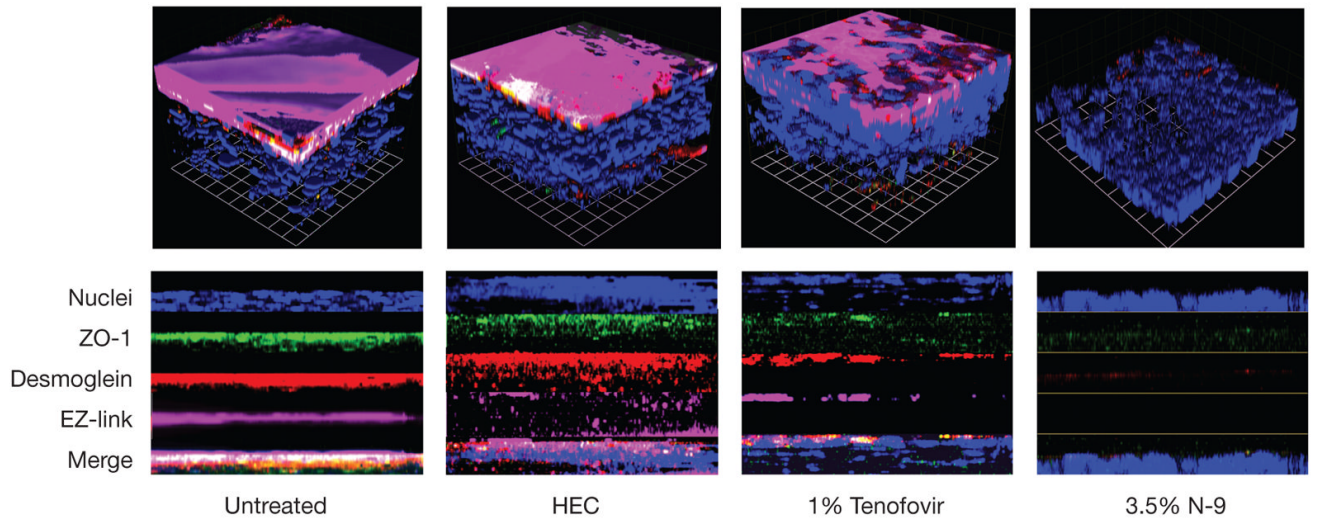 Nuclei
ZO-1
Desmoglein
EZ-link
Merge
Untreated
HEC
1% Tenofovir
3.5% N-9